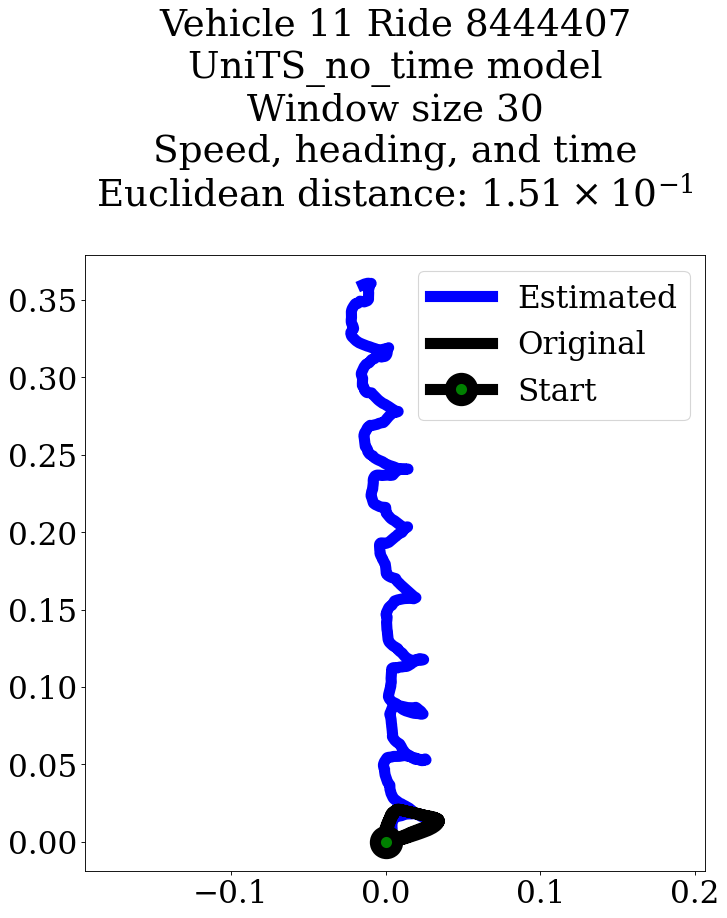 Vehicle 11 Ride 8444407
UniTS_no_time model
Window size 30
Speed, heading, and time
Euclidean distance: 1.51 × 10⁻¹
Estimated
Original
Start
0.35
0.30
0.25
0.20
0.15
0.10
0.05
0.00
−0.1 0.0 0.1 0.2